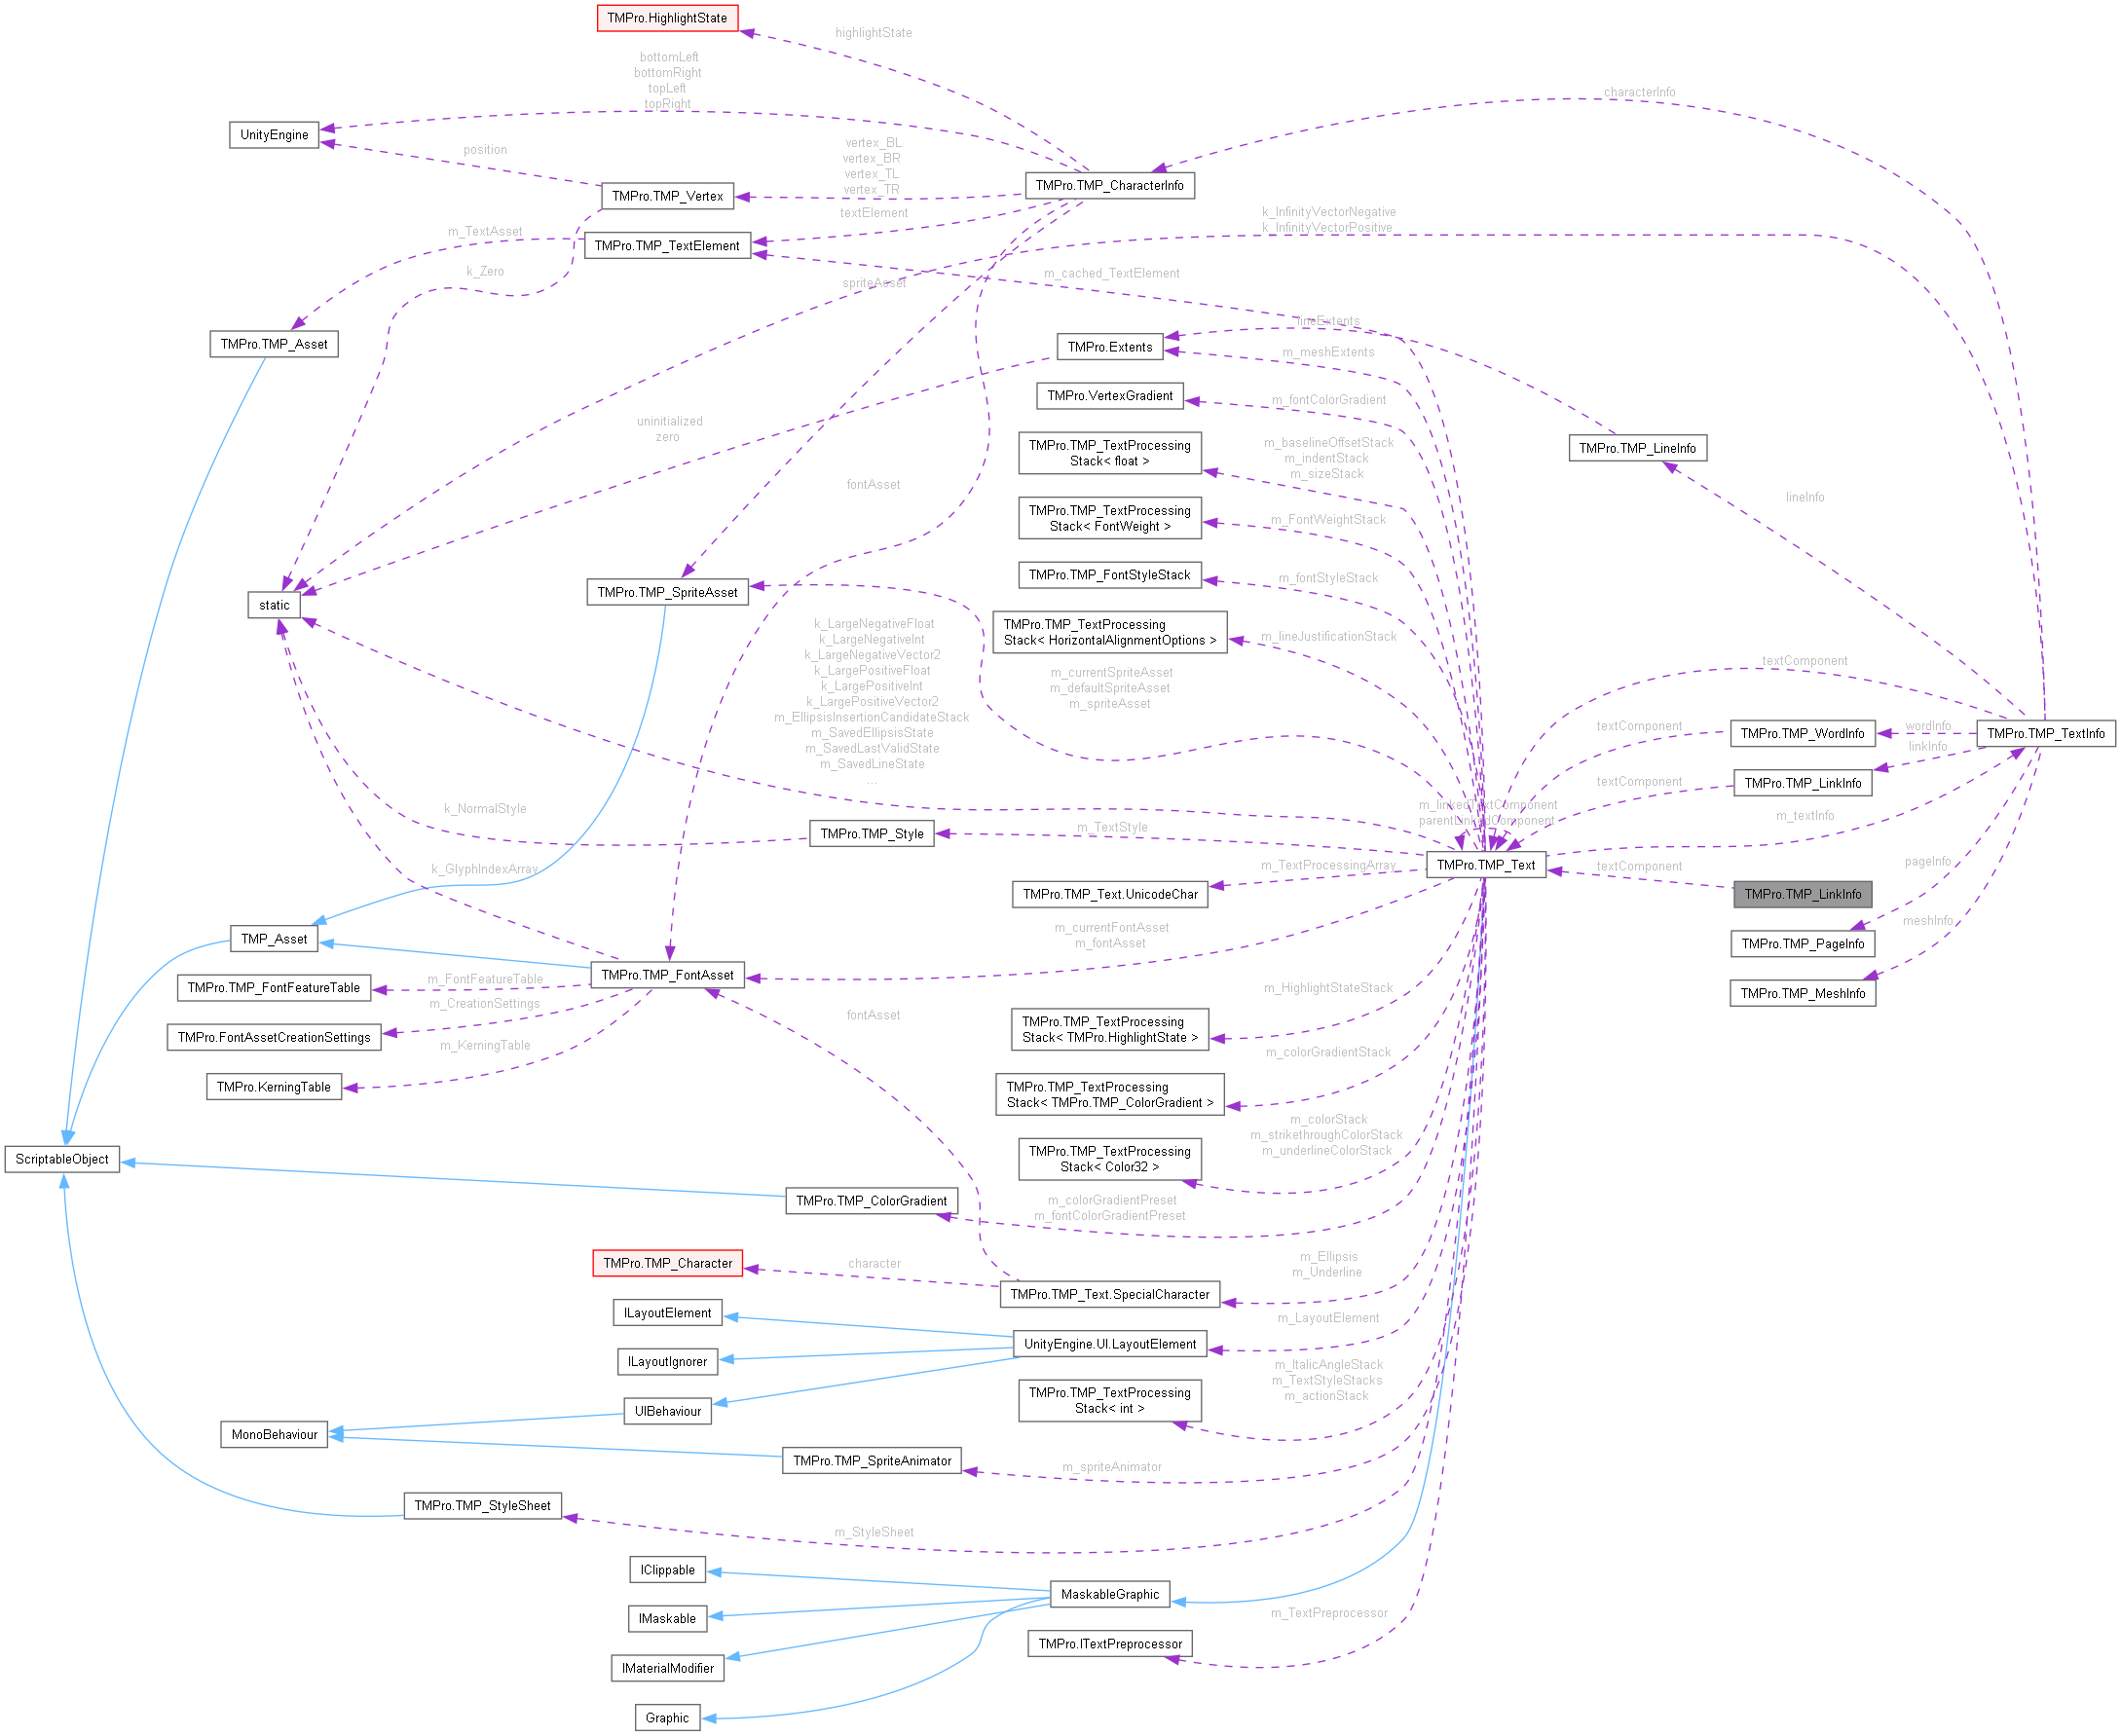 TMPro.HighlightState
highlightState
bottomLeft
bottomRight
topLeft
topRight
characterInfo
UnityEngine
position
vertex_BL
vertex_BR
vertex_TL
vertex_TR
TMPro.TMP_CharacterInfo
TMPro.TMP_Vertex
textElement
k_InfinityVectorNegative
k_InfinityVectorPositive
m_TextAsset
TMPro.TMP_TextElement
k_Zero
spriteAsset
m_cached_TextElement
TMPro.TMP_Asset
TMPro.Extents
lineExtents
m_meshExtents
TMPro.VertexGradient
m_fontColorGradient
uninitialized
zero
TMPro.TMP_TextProcessing
Stack< float >
m_baselineOffsetStack
m_indentStack
m_sizeStack
TMPro.TMP_LineInfo
fontAsset
lineInfo
TMPro.TMP_TextProcessing
Stack< FontWeight >
m_FontWeightStack
TMPro.TMP_FontStyleStack
m_fontStyleStack
static
TMPro.TMP_SpriteAsset
TMPro.TMP_TextProcessing
Stack< HorizontalAlignmentOptions >
m_lineJustificationStack
k_LargeNegativeFloat
k_LargeNegativeInt
k_LargeNegativeVector2
k_LargePositiveFloat
k_LargePositiveInt
k_LargePositiveVector2
m_EllipsisInsertionCandidateStack
m_SavedEllipsisState
m_SavedLastValidState
m_SavedLineState
...
m_currentSpriteAsset
m_defaultSpriteAsset
m_spriteAsset
textComponent
textComponent
TMPro.TMP_WordInfo
wordInfo
TMPro.TMP_TextInfo
linkInfo
textComponent
TMPro.TMP_LinkInfo
k_NormalStyle
TMPro.TMP_Style
m_TextStyle
m_linkedTextComponent
parentLinkedComponent
m_textInfo
TMPro.TMP_Text
k_GlyphIndexArray
m_TextProcessingArray
textComponent
pageInfo
TMPro.TMP_Text.UnicodeChar
TMPro.TMP_LinkInfo
TMP_Asset
m_currentFontAsset
m_fontAsset
meshInfo
TMPro.TMP_PageInfo
TMPro.TMP_FontAsset
TMPro.TMP_FontFeatureTable
m_FontFeatureTable
m_HighlightStateStack
TMPro.TMP_MeshInfo
m_CreationSettings
fontAsset
TMPro.TMP_TextProcessing
Stack< TMPro.HighlightState >
TMPro.FontAssetCreationSettings
m_KerningTable
m_colorGradientStack
TMPro.KerningTable
TMPro.TMP_TextProcessing
Stack< TMPro.TMP_ColorGradient >
m_colorStack
m_strikethroughColorStack
m_underlineColorStack
TMPro.TMP_TextProcessing
Stack< Color32 >
ScriptableObject
TMPro.TMP_ColorGradient
m_colorGradientPreset
m_fontColorGradientPreset
TMPro.TMP_Character
character
m_Ellipsis
m_Underline
TMPro.TMP_Text.SpecialCharacter
ILayoutElement
m_LayoutElement
UnityEngine.UI.LayoutElement
ILayoutIgnorer
m_ItalicAngleStack
m_TextStyleStacks
m_actionStack
TMPro.TMP_TextProcessing
Stack< int >
UIBehaviour
MonoBehaviour
TMPro.TMP_SpriteAnimator
m_spriteAnimator
TMPro.TMP_StyleSheet
m_StyleSheet
IClippable
MaskableGraphic
IMaskable
m_TextPreprocessor
TMPro.ITextPreprocessor
IMaterialModifier
Graphic